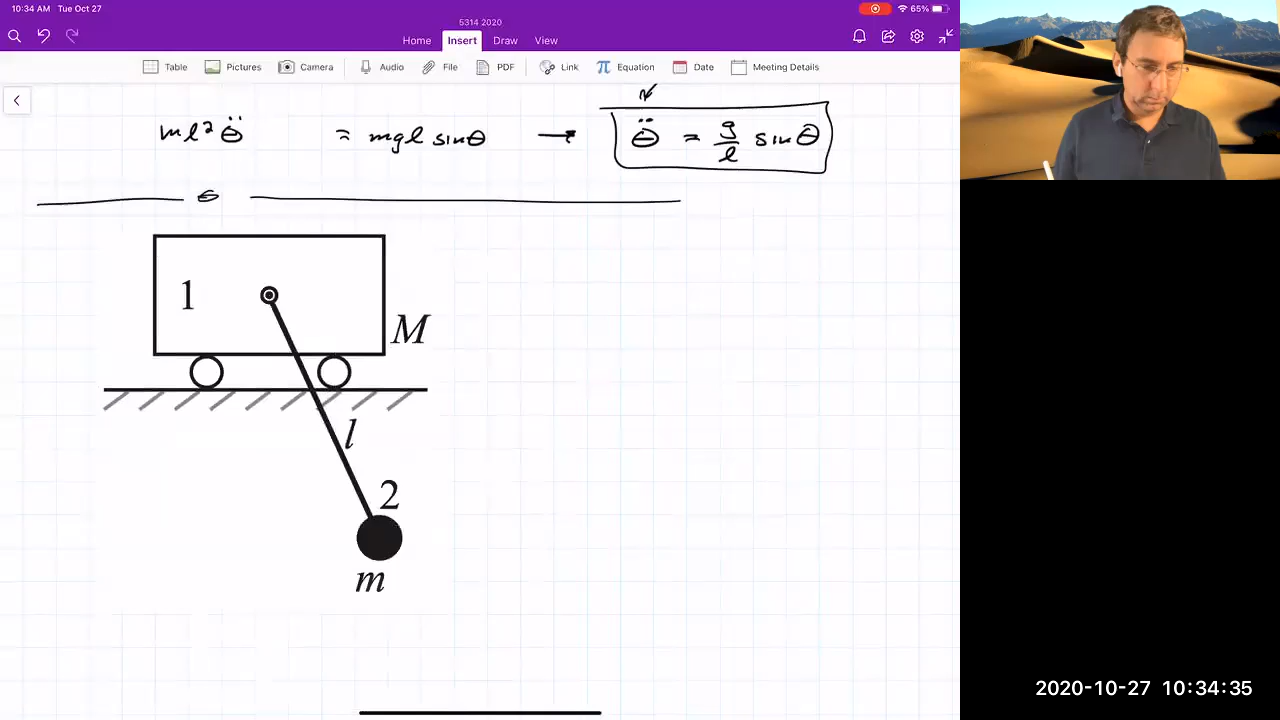 10:34 AM Tue Oct 27
65%
5314 2020
Home Insert Draw View
Table Pictures Camera Audio File PDF Link Equation Date Meeting Details
ml² θ̈ = mgl sinθ → θ̈ = g/l sinθ
1
M
l
2
m
2020-10-27 10:34:35